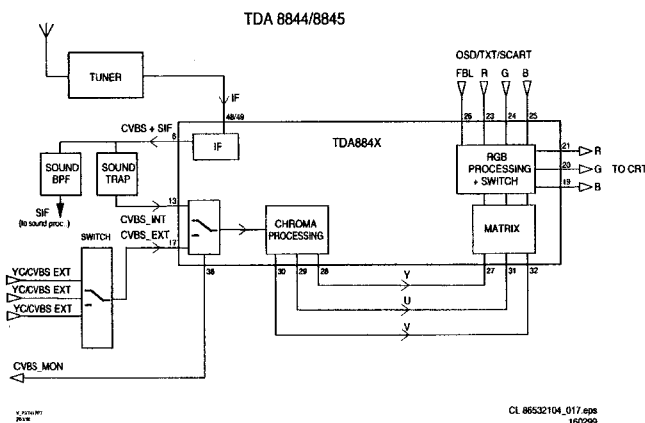 TDA 8844/8845
OSD/TXT/SCART
FBL R G B
TUNER
IF
48/49
26 23 24 25
CVBS + SIF
6
IF
TDA884X
21 R
RGB
PROCESSING
+ SWITCH
20 G TO CRT
19 B
SOUND
BPF
SOUND
TRAP
SIF
(to sound proc..)
13
CVBS_INT
CVBS_EXT
17
CHROMA
PROCESSING
MATRIX
SWITCH
38
30 29 28
27 31 32
YC/CVBS EXT
YC/CVBS EXT
YC/CVBS EXT
Y
U
V
CVBS_MON
CL 86532104_017.eps
160299